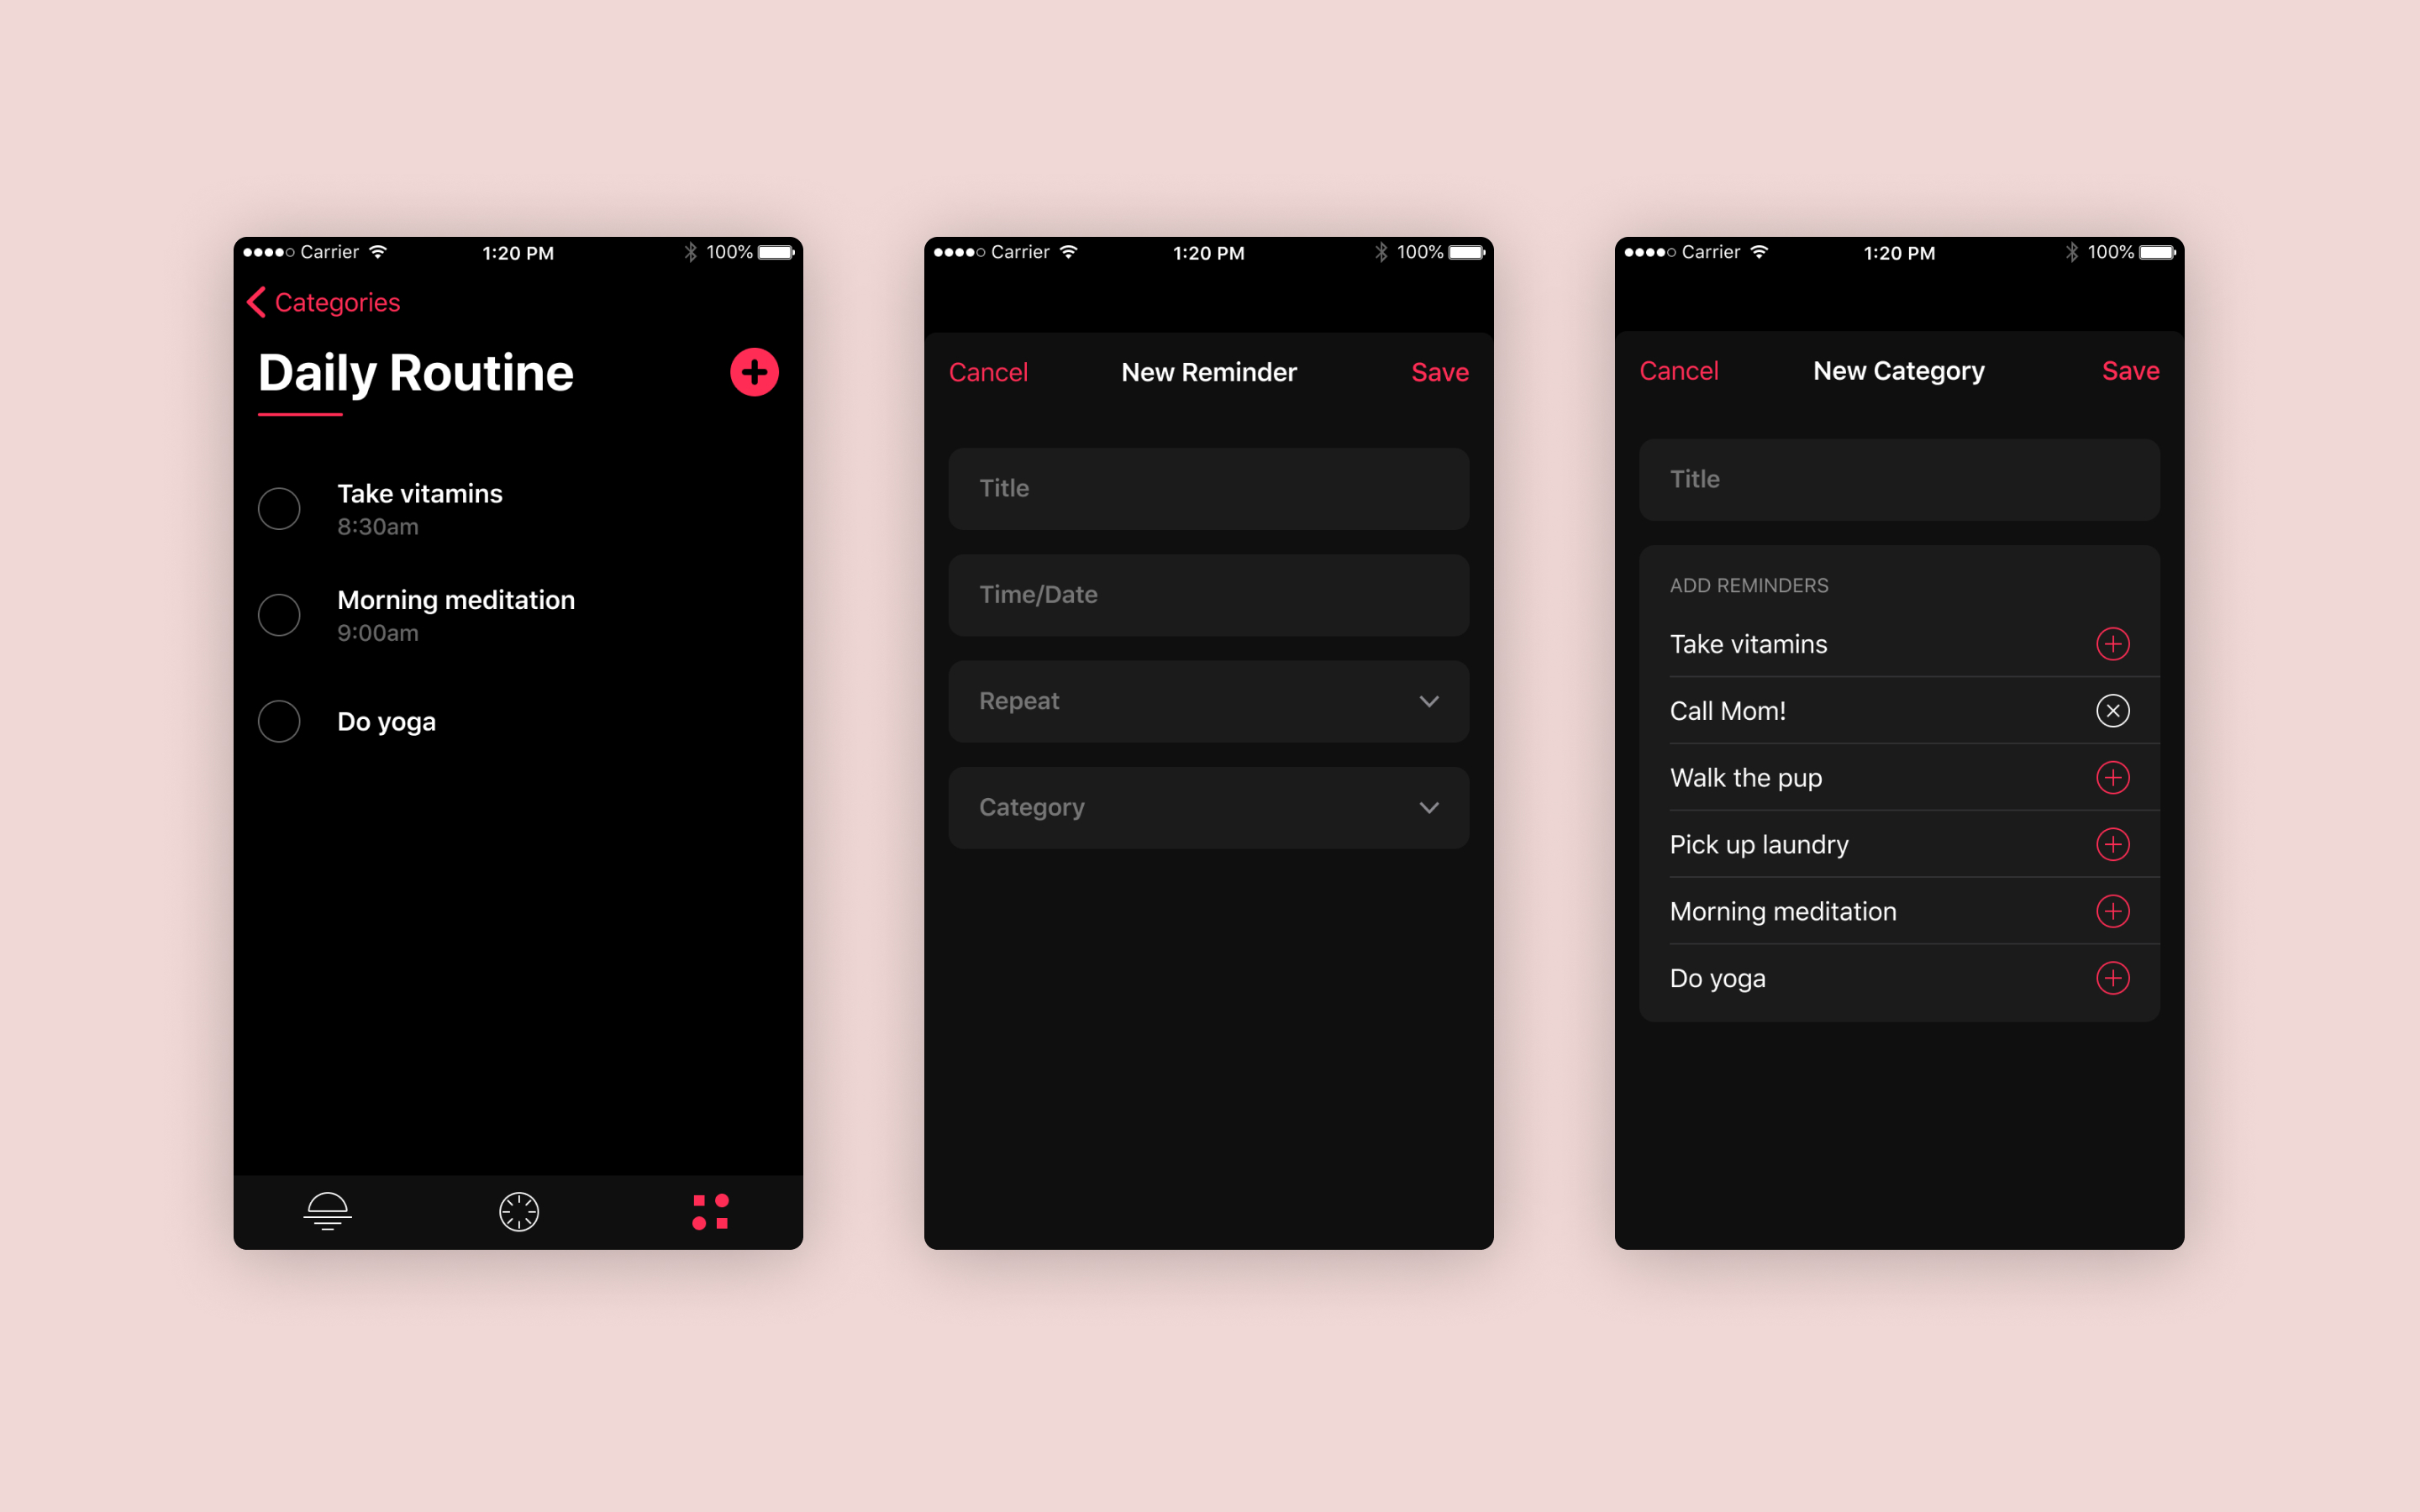 Carrier 1:20 PM 100%
Categories
Daily Routine
Take vitamins
8:30am
Morning meditation
9:00am
Do yoga
Carrier 1:20 PM 100%
Cancel New Reminder Save
Title
Time/Date
Repeat
Category
Carrier 1:20 PM 100%
Cancel New Category Save
Title
ADD REMINDERS
Take vitamins
Call Mom!
Walk the pup
Pick up laundry
Morning meditation
Do yoga